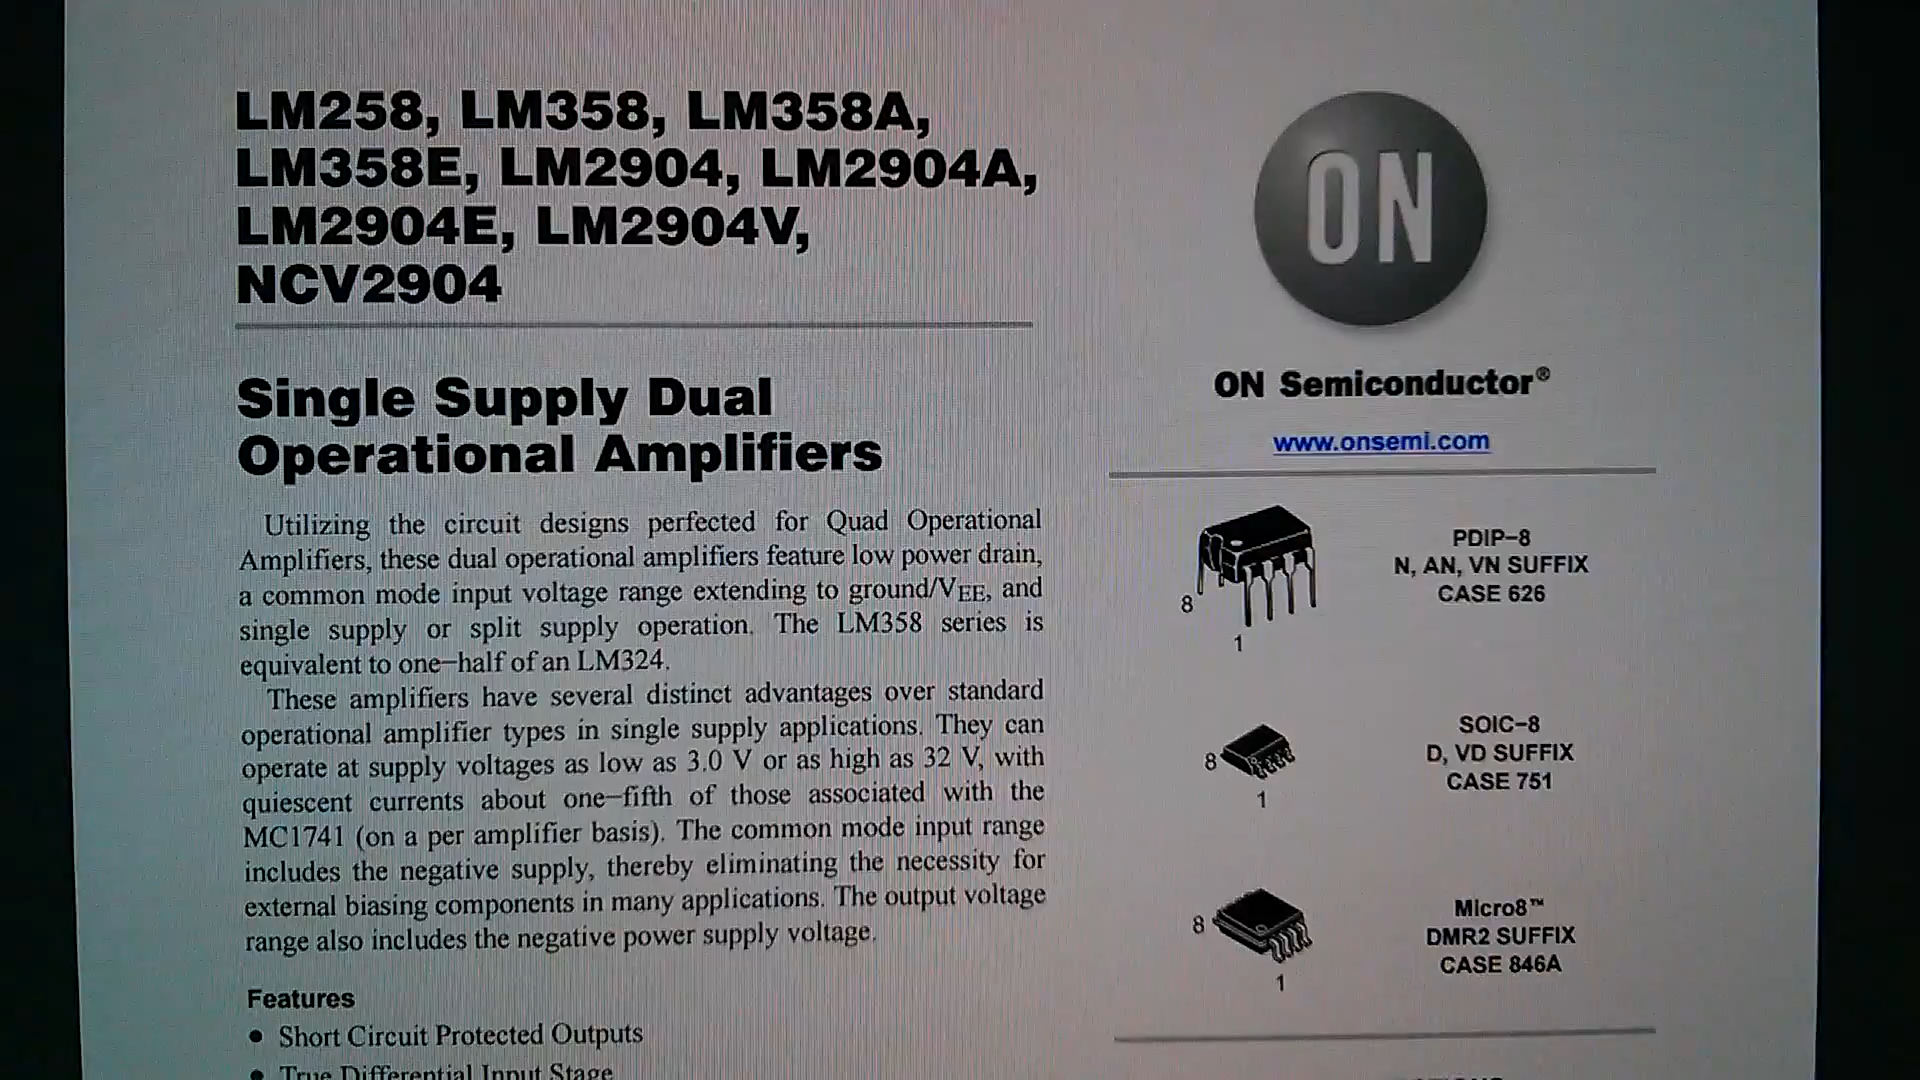 LM258, LM358, LM358A,
LM358E, LM2904, LM2904A,
LM2904E, LM2904V,
NCV2904
Single Supply Dual
Operational Amplifiers
Utilizing the circuit designs perfected for Quad Operational
Amplifiers, these dual operational amplifiers feature low power drain,
a common mode input voltage range extending to ground/VEE, and
single supply or split supply operation. The LM358 series is
equivalent to one−half of an LM324.
These amplifiers have several distinct advantages over standard
operational amplifier types in single supply applications. They can
operate at supply voltages as low as 3.0 V or as high as 32 V, with
quiescent currents about one−fifth of those associated with the
MC1741 (on a per amplifier basis). The common mode input range
includes the negative supply, thereby eliminating the necessity for
external biasing components in many applications. The output voltage
range also includes the negative power supply voltage.
Features
• Short Circuit Protected Outputs
• True Differential Input Stage
ON
ON Semiconductor®
www.onsemi.com
PDIP−8
N, AN, VN SUFFIX
CASE 626
8
1
SOIC−8
D, VD SUFFIX
CASE 751
8
1
Micro8™
DMR2 SUFFIX
CASE 846A
8
1